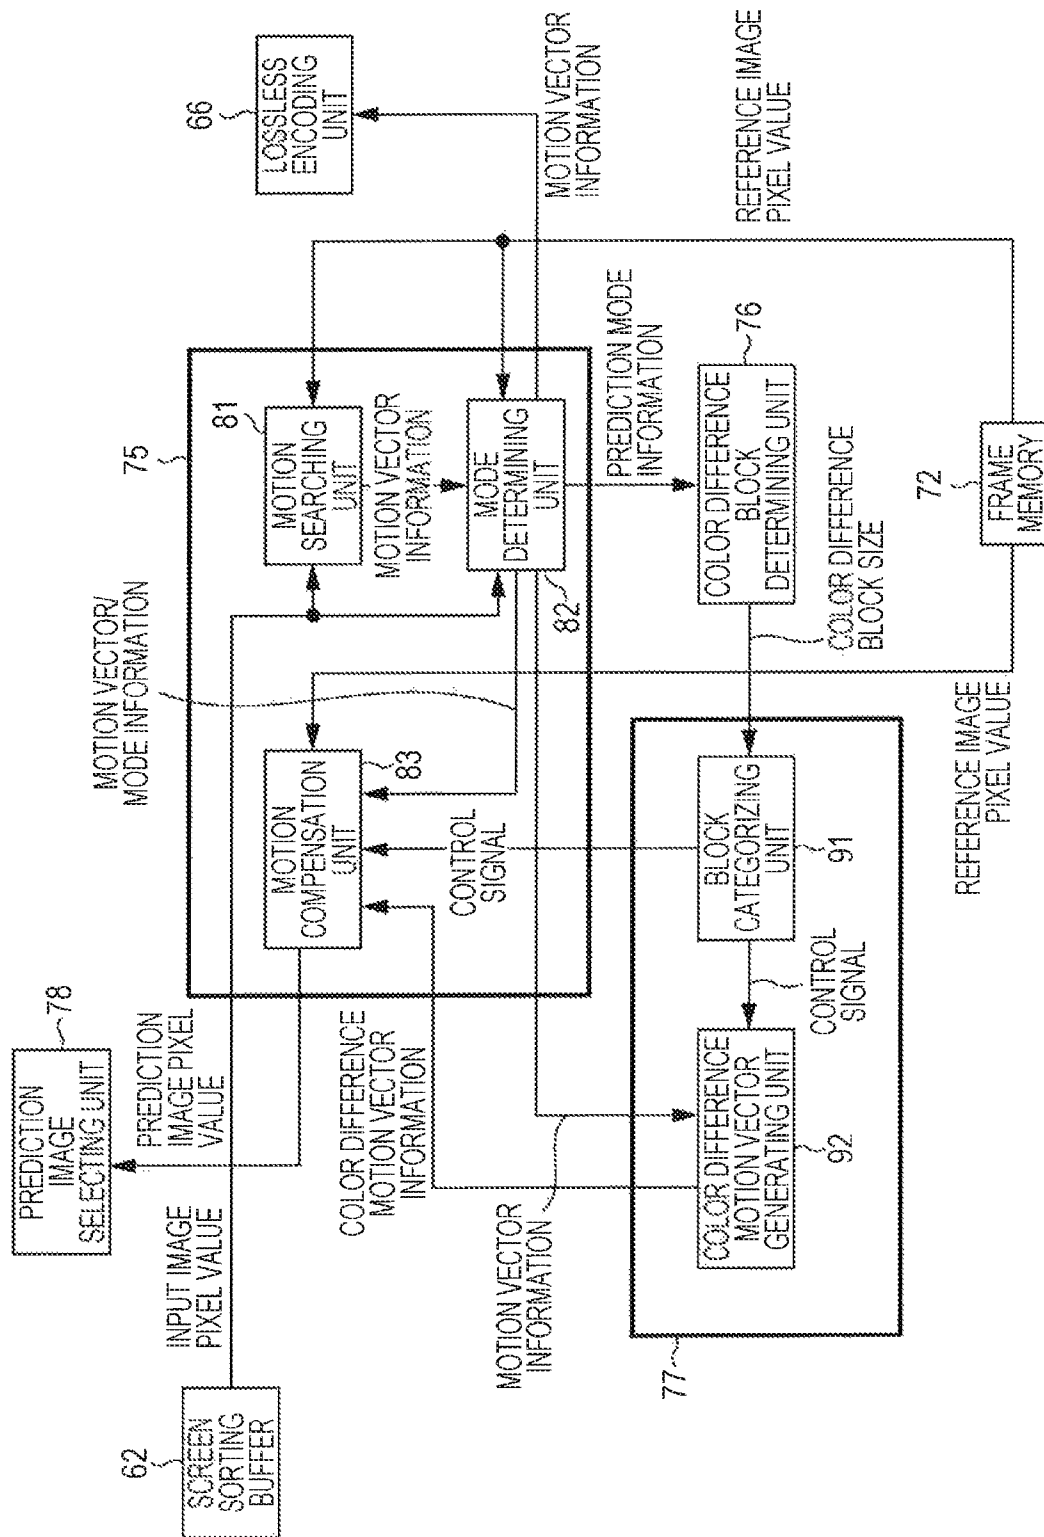 62
SCREEN
SORTING
BUFFER
INPUT IMAGE
PIXEL VALUE
78
PREDICTION
IMAGE
SELECTING UNIT
PREDICTION
IMAGE PIXEL
VALUE
MOTION VECTOR/
MODE INFORMATION
75
MOTION
COMPENSATION
UNIT
83
MOTION
SEARCHING
UNIT
81
MOTION VECTOR
INFORMATION
CONTROL
SIGNAL
MODE
DETERMINING
UNIT
82
66
LOSSLESS
ENCODING
UNIT
MOTION VECTOR
INFORMATION
COLOR DIFFERENCE
MOTION VECTOR
INFORMATION
MOTION VECTOR
INFORMATION
PREDICTION MODE
INFORMATION
76
COLOR DIFFERENCE
BLOCK
DETERMINING UNIT
COLOR DIFFERENCE
BLOCK SIZE
REFERENCE IMAGE
PIXEL VALUE
77
COLOR DIFFERENCE
MOTION VECTOR
GENERATING UNIT
92
CONTROL
SIGNAL
BLOCK
CATEGORIZING
UNIT
91
REFERENCE IMAGE
PIXEL VALUE
72
FRAME
MEMORY